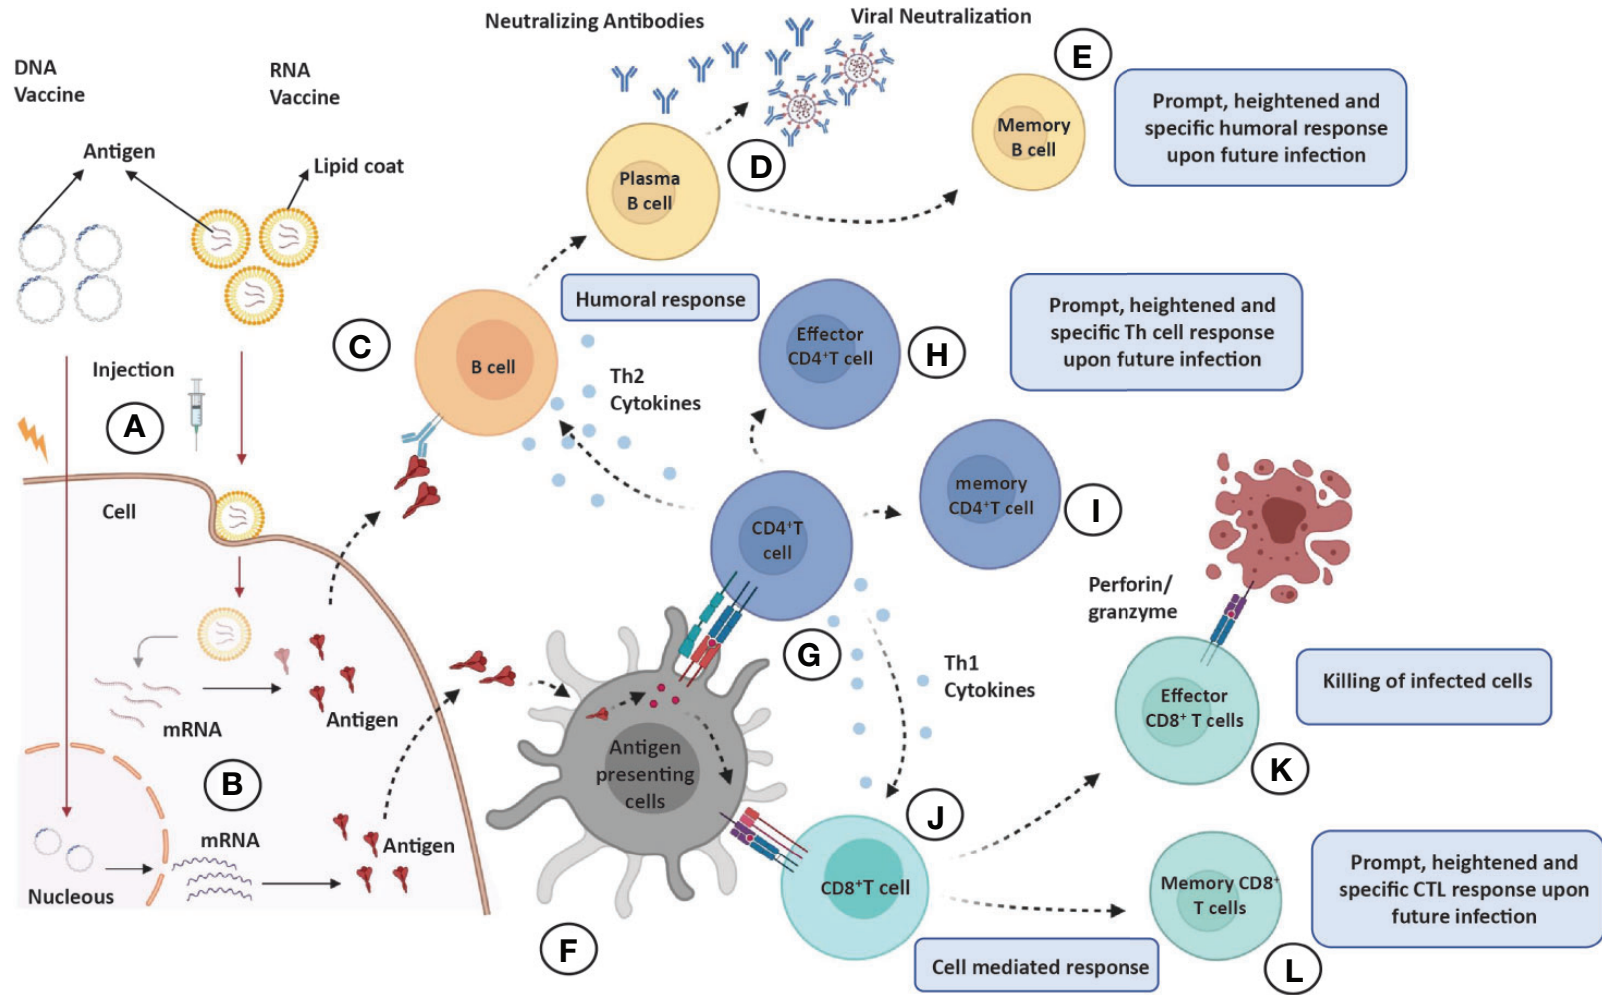 Neutralizing Antibodies
Viral Neutralization
E
DNA
Vaccine
RNA
Vaccine
Antigen
Lipid coat
Memory
B cell
Prompt, heightened and
specific humoral response
upon future infection
D
Plasma
B cell
Humoral response
C
B cell
Th2
Cytokines
Effector
CD4+T cell
H
Prompt, heightened and
specific Th cell response
upon future infection
Injection
A
Cell
CD4+T
cell
memory
CD4+T cell
I
Perforin/
granzyme
G
Th1
Cytokines
mRNA
Antigen
B
Antigen
presenting
cells
Effector
CD8+ T cells
Killing of infected cells
K
J
mRNA
Antigen
Nucleous
CD8+T cell
Memory CD8+
T cells
Prompt, heightened and
specific CTL response upon
future infection
F
Cell mediated response
L